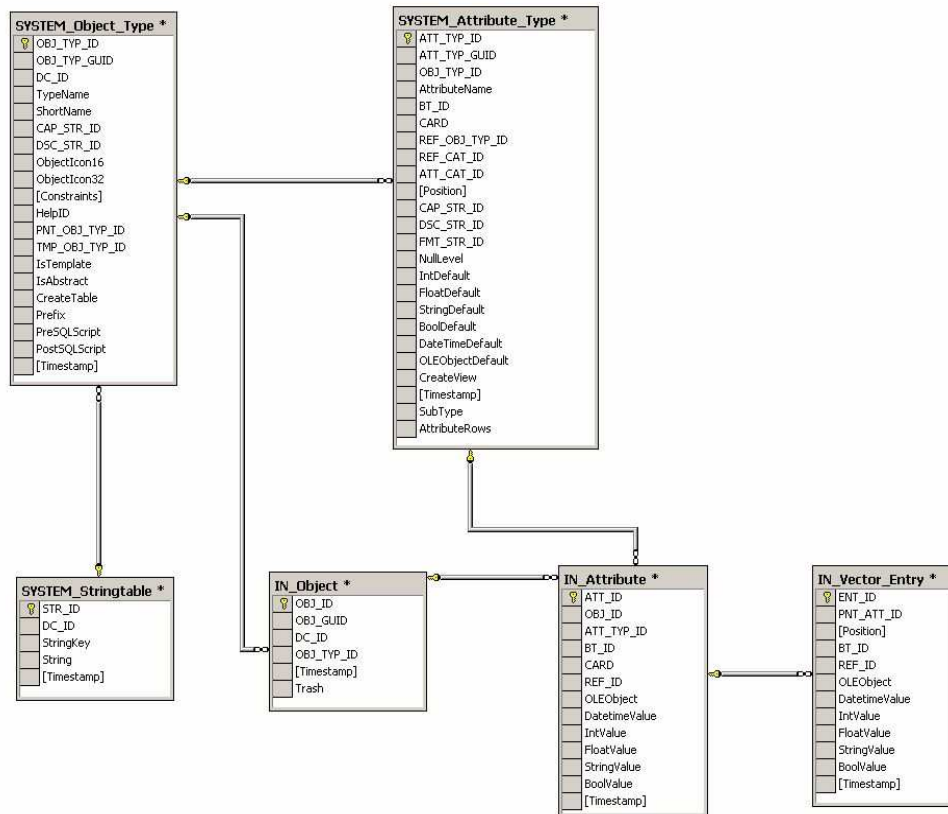 SYSTEM_Object_Type *
OBJ_TYP_ID
OBJ_TYP_GUID
DC_ID
TypeName
ShortName
CAP_STR_ID
DSC_STR_ID
ObjectIcon16
ObjectIcon32
[Constraints]
HelpID
PNT_OBJ_TYP_ID
TMP_OBJ_TYP_ID
IsTemplate
IsAbstract
CreateTable
Prefix
PreSQLScript
PostSQLScript
[Timestamp]
SYSTEM_Attribute_Type *
ATT_TYP_ID
ATT_TYP_GUID
OBJ_TYP_ID
AttributeName
BT_ID
CARD
REF_OBJ_TYP_ID
REF_CAT_ID
ATT_CAT_ID
[Position]
CAP_STR_ID
DSC_STR_ID
FMT_STR_ID
NullLevel
IntDefault
FloatDefault
StringDefault
BoolDefault
DateTimeDefault
OLEObjectDefault
CreateView
[Timestamp]
SubType
AttributeRows
SYSTEM_Stringtable *
STR_ID
DC_ID
StringKey
String
[Timestamp]
IN_Object *
OBJ_ID
OBJ_GUID
DC_ID
OBJ_TYP_ID
[Timestamp]
Trash
IN_Attribute *
ATT_ID
OBJ_ID
ATT_TYP_ID
BT_ID
CARD
REF_ID
OLEObject
DatetimeValue
IntValue
FloatValue
StringValue
BoolValue
[Timestamp]
IN_Vector_Entry *
ENT_ID
PNT_ATT_ID
[Position]
BT_ID
REF_ID
OLEObject
DatetimeValue
IntValue
FloatValue
StringValue
BoolValue
[Timestamp]